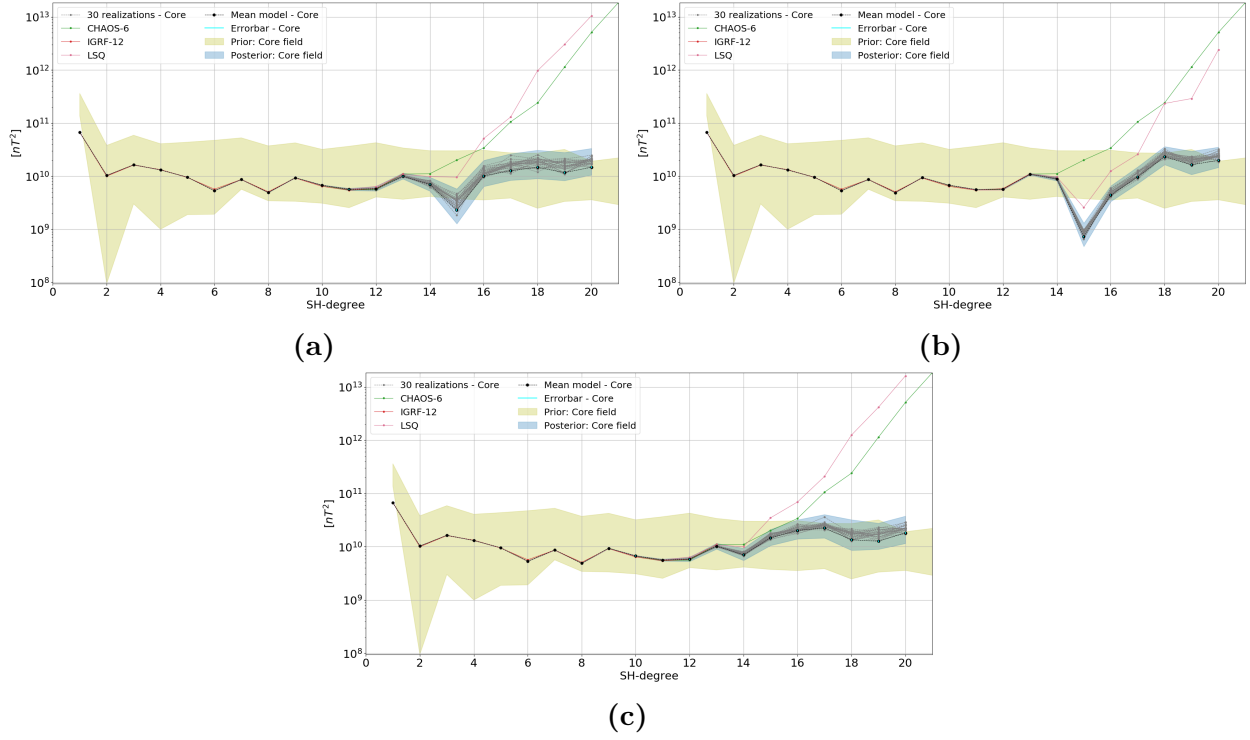 10^13
10^12
10^11
10^10
10^9
10^8
[nT^2]
30 realizations - Core
CHAOS-6
IGRF-12
LSQ
Mean model - Core
Errorbar - Core
Prior: Core field
Posterior: Core field
0 2 4 6 8 10 12 14 16 18 20
SH-degree
(a)
10^13
10^12
10^11
10^10
10^9
10^8
[nT^2]
30 realizations - Core
CHAOS-6
IGRF-12
LSQ
Mean model - Core
Errorbar - Core
Prior: Core field
Posterior: Core field
0 2 4 6 8 10 12 14 16 18 20
SH-degree
(b)
10^13
10^12
10^11
10^10
10^9
10^8
[nT^2]
30 realizations - Core
CHAOS-6
IGRF-12
LSQ
Mean model - Core
Errorbar - Core
Prior: Core field
Posterior: Core field
0 2 4 6 8 10 12 14 16 18 20
SH-degree
(c)